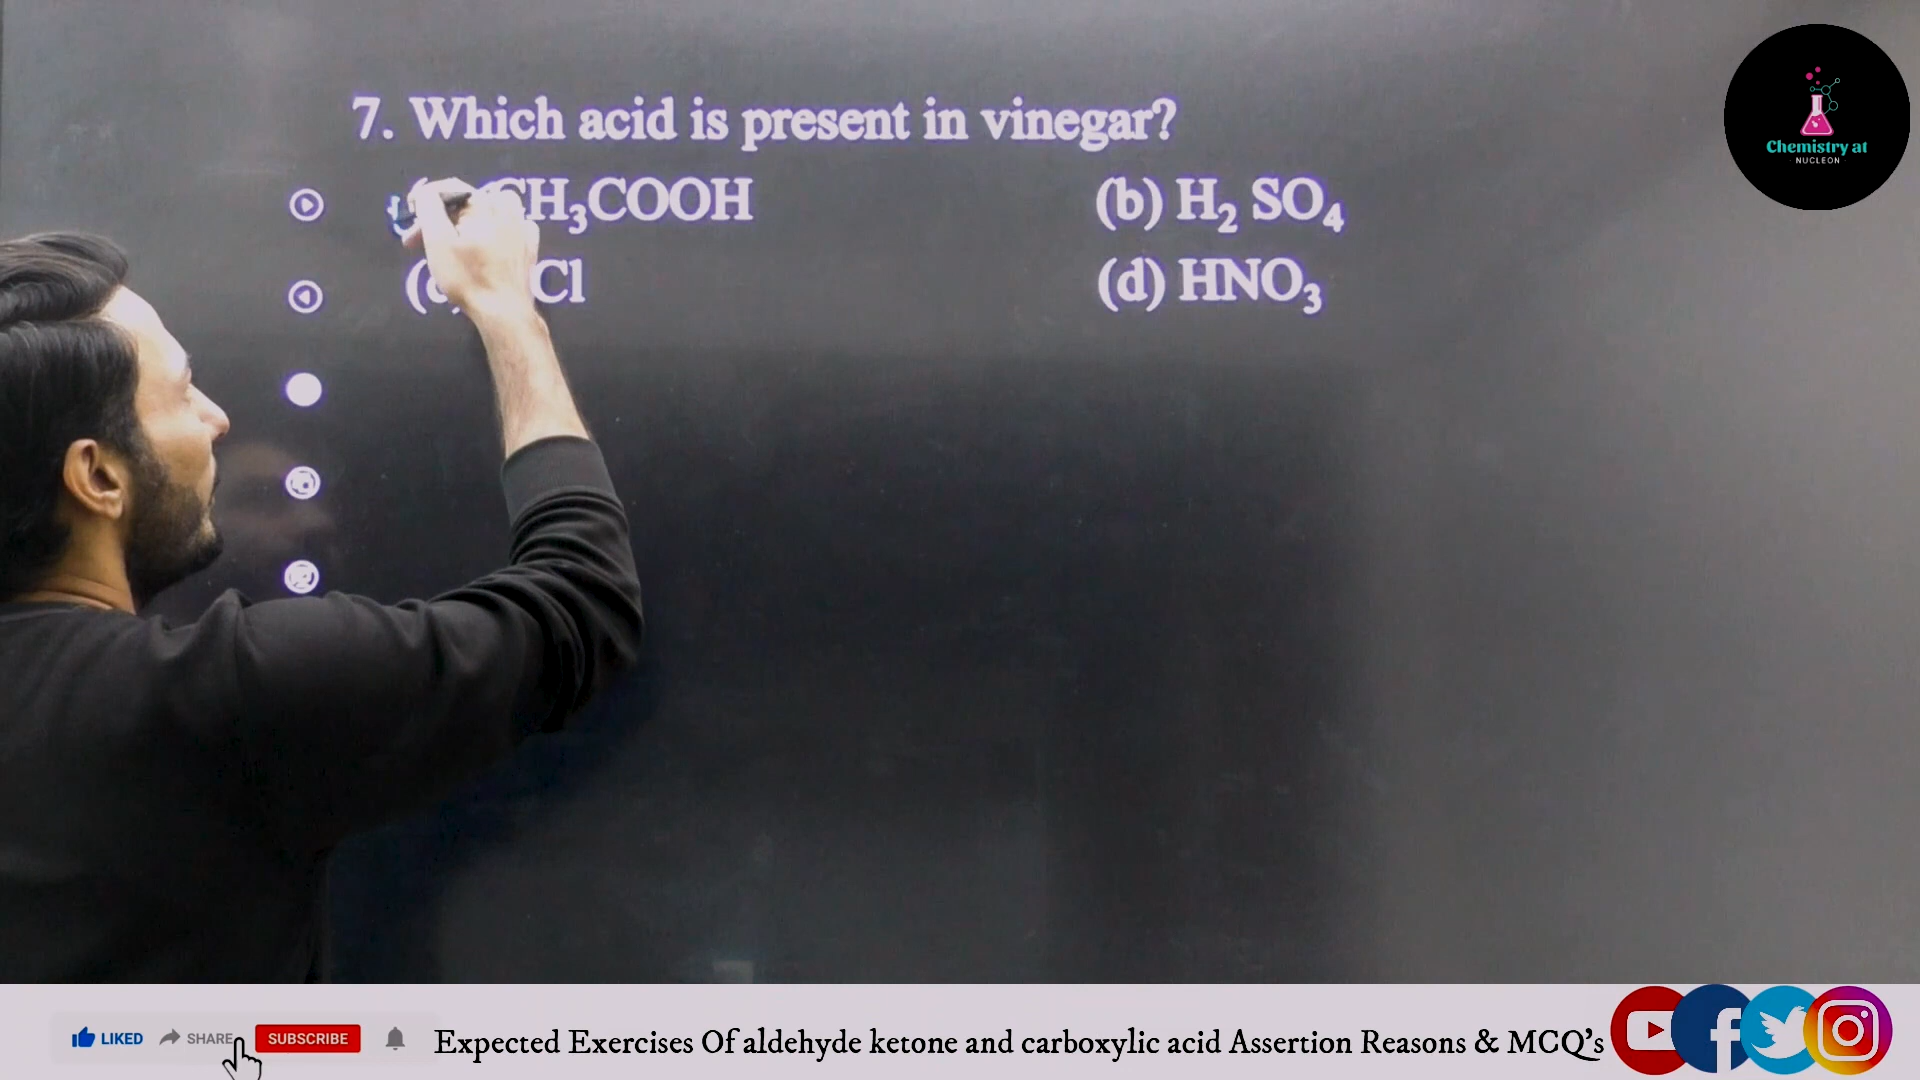 7. Which acid is present in vinegar?
CH₃COOH
(b) H₂ SO₄
Cl
(d) HNO₃
Chemistry at
NUCLEON
LIKED
SHARE
SUBSCRIBE
Expected Exercises Of aldehyde ketone and carboxylic acid Assertion Reasons & MCQ's